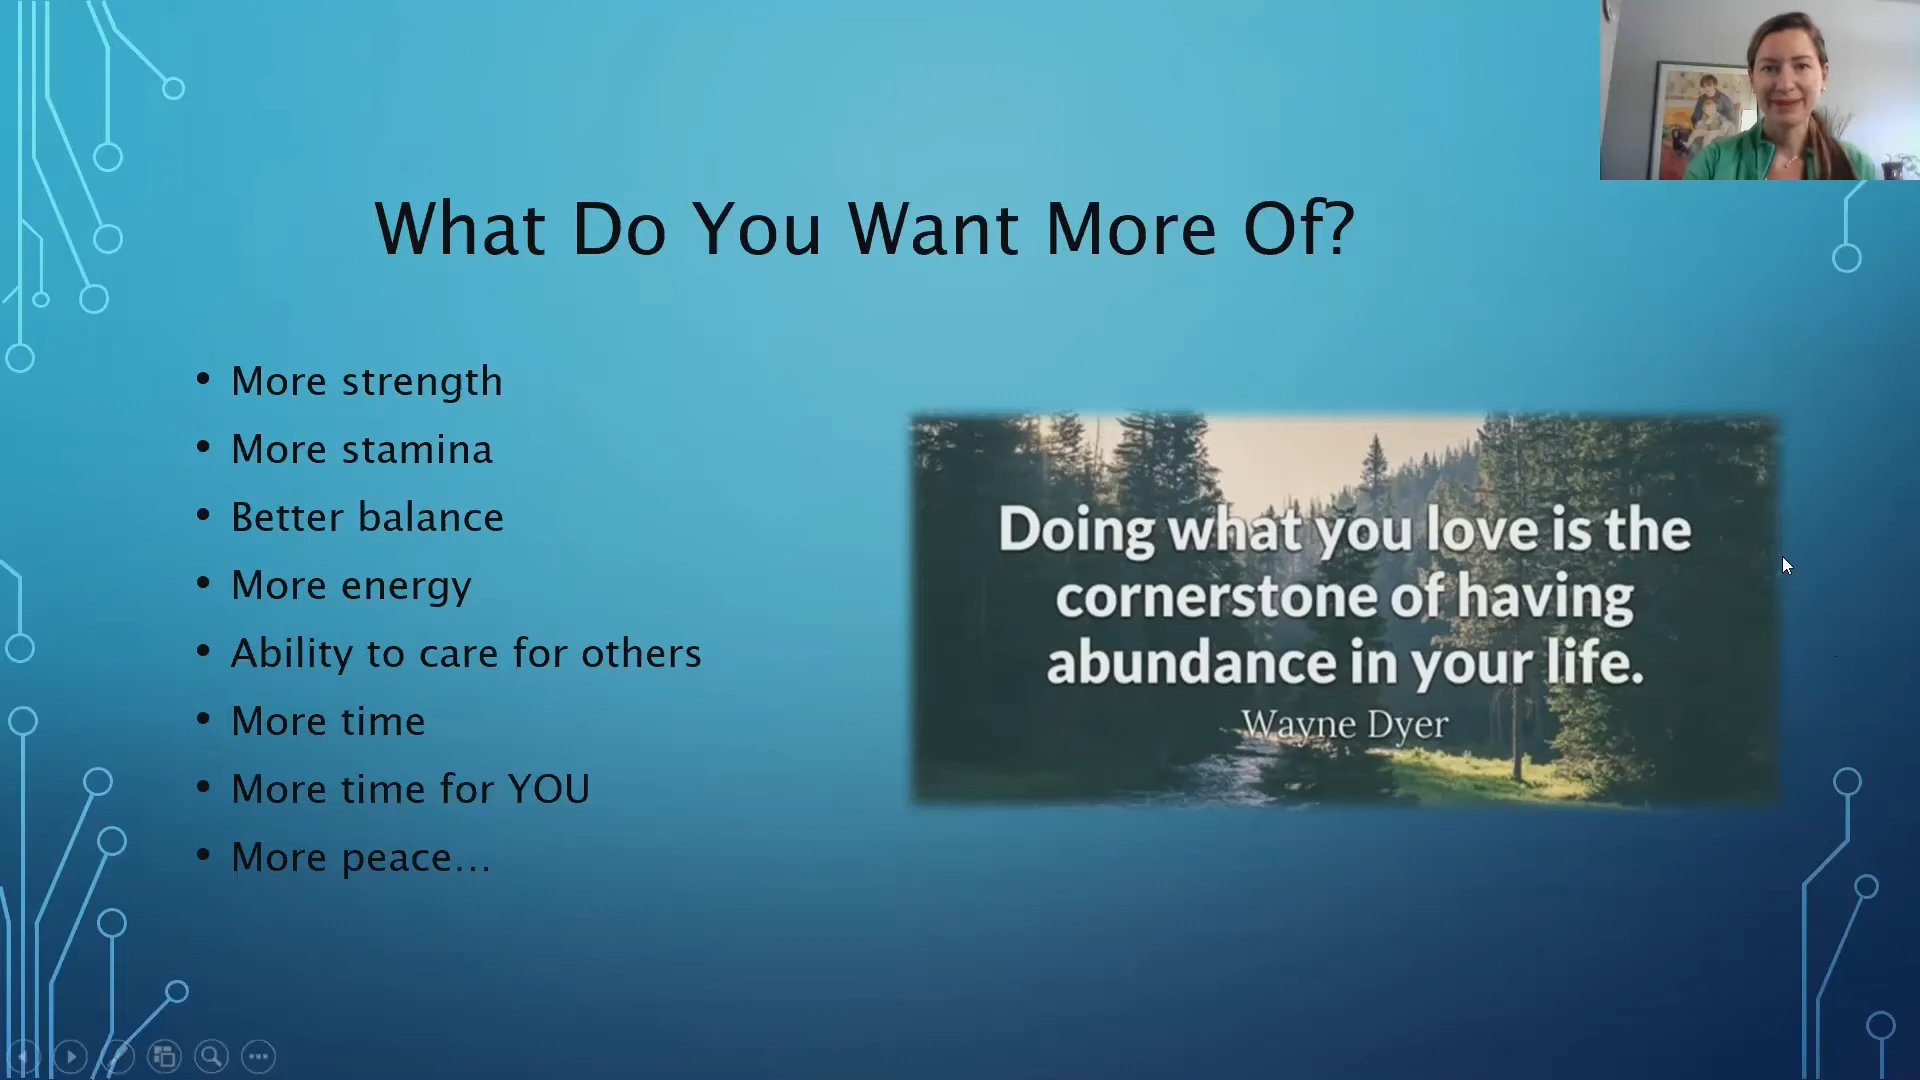 What Do You Want More Of?
• More strength
• More stamina
• Better balance
• More energy
• Ability to care for others
• More time
• More time for YOU
• More peace...
Doing what you love is the
cornerstone of having
abundance in your life.
Wayne Dyer